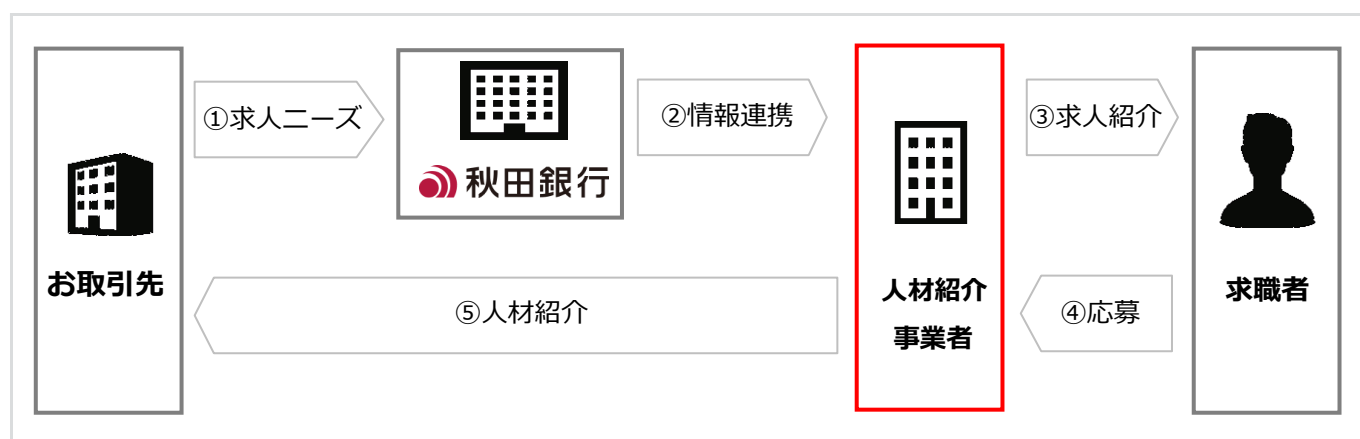 ①求人ニーズ
②情報連携
③求人紹介
秋田銀行
お取引先
⑤人材紹介
人材紹介
事業者
④応募
求職者